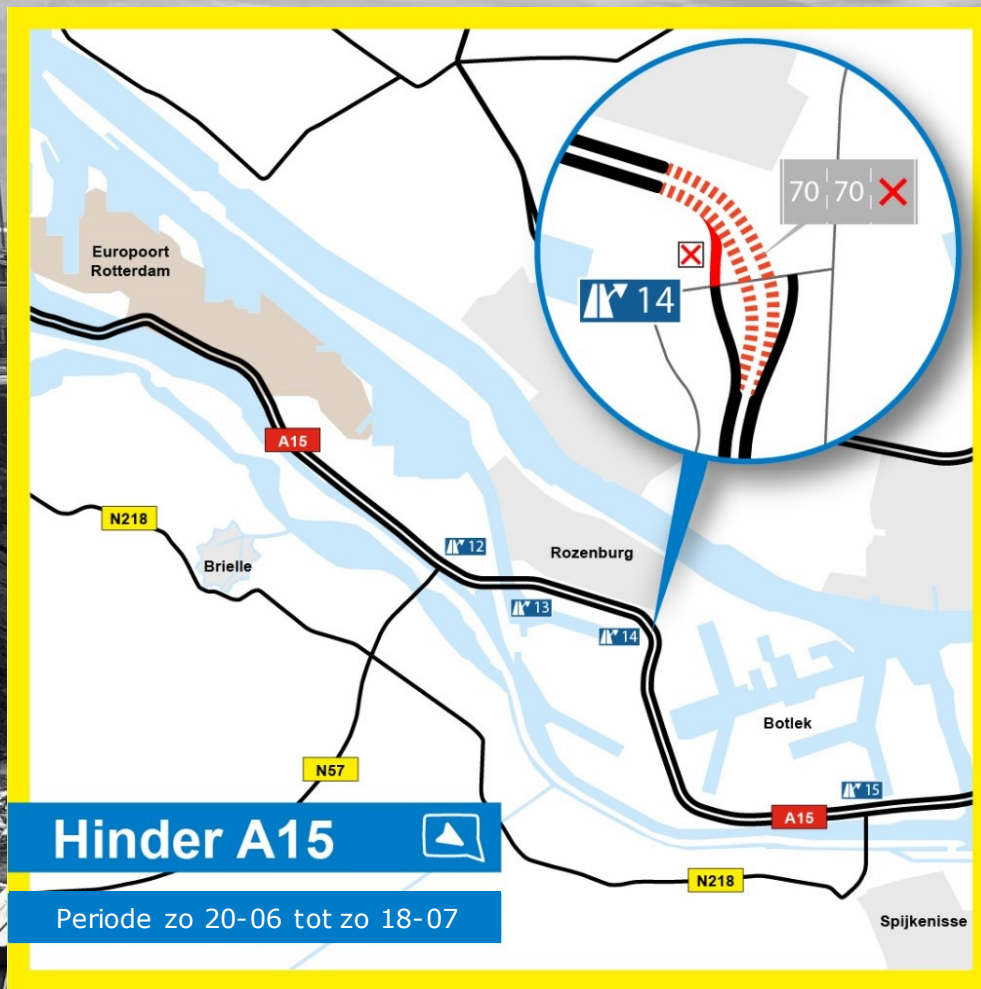 70 70
14
Europoort
Rotterdam
A15
N218
Brielle
12
Rozenburg
13
14
Botlek
N57
15
A15
Hinder A15
N218
Periode zo 20-06 tot zo 18-07
Spijkenisse